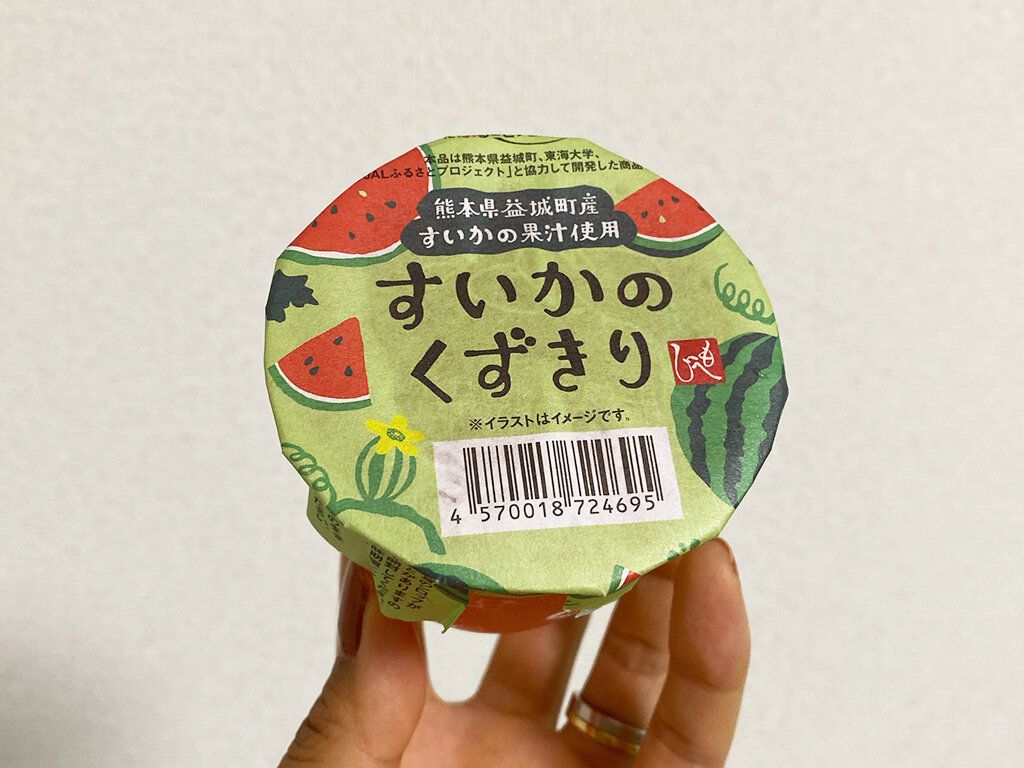 本品は熊本県益城町、東海大学、
JALふるさとプロジェクト」と協力して開発した商品
熊本県益城町産
すいかの果汁使用
すいかの
くずきり
もへじ
※イラストはイメージです。
4 570018 724695